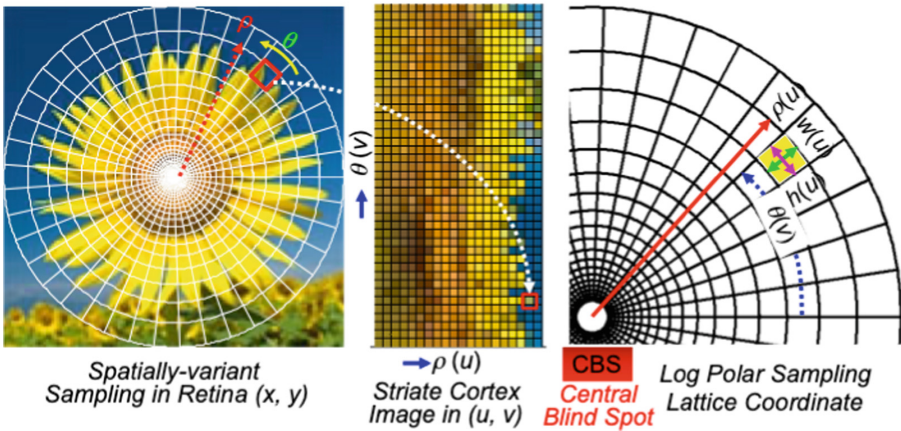 ρ
θ
θ (v)
ρ (u)
ρ(u)
w(u)
h(u)
θ(v)
Spatially-variant
Sampling in Retina (x, y)
Striate Cortex
Image in (u, v)
CBS
Central
Blind Spot
Log Polar Sampling
Lattice Coordinate